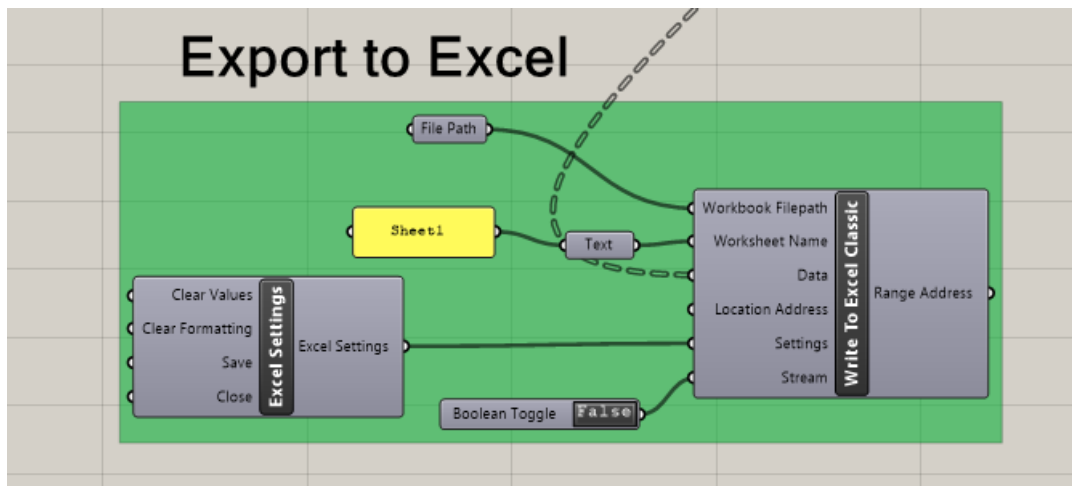 Export to Excel
File Path
Sheet1
Text
Clear Values
Clear Formatting
Save
Close
Excel Settings
Excel Settings
Boolean Toggle False
Workbook Filepath
Worksheet Name
Data
Location Address
Settings
Stream
Write To Excel Classic
Range Address